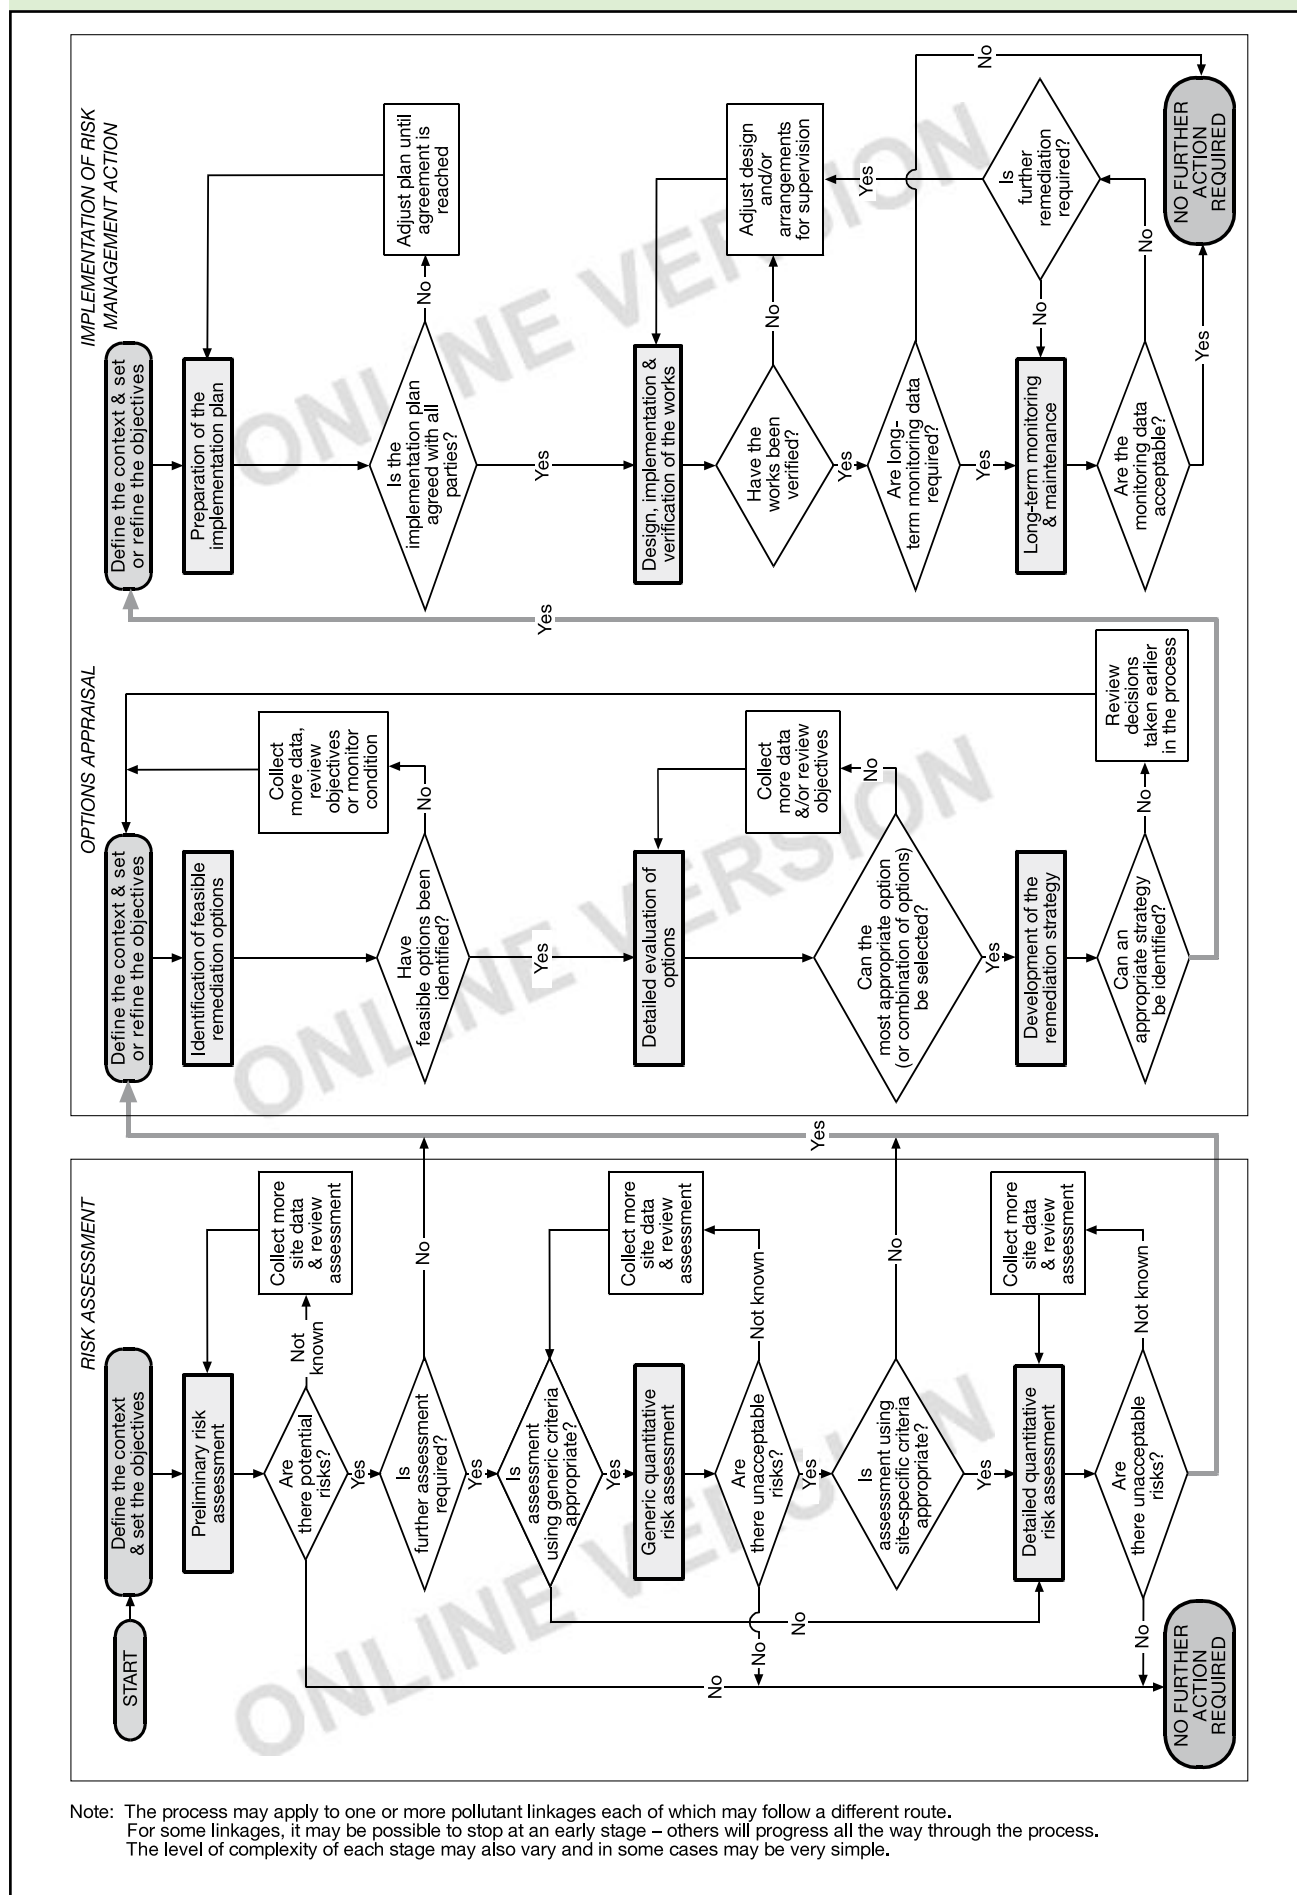 RISK ASSESSMENT
START
Define the context
& set the objectives
Preliminary risk
assessment
Collect more
site data
& review
assessment
Not
known
Are
there potential
risks?
Yes
No
Is
further assessment
required?
No
Yes
Is
assessment
using generic criteria
appropriate?
No
Yes
Generic quantitative
risk assessment
Collect more
site data
& review
assessment
Not known
Are
there unacceptable
risks?
No
Yes
Is
assessment using
site-specific criteria
appropriate?
No
Yes
Detailed quantitative
risk assessment
Collect more
site data
& review
assessment
Not known
Are
there unacceptable
risks?
No
Yes
NO FURTHER
ACTION
REQUIRED
OPTIONS APPRAISAL
Define the context & set
or refine the objectives
Identification of feasible
remediation options
Collect
more data,
review
objectives
or monitor
condition
No
Have
feasible options been
identified?
Yes
Detailed evaluation of
options
Collect
more data
&/or review
objectives
No
Can the
most appropriate option
(or combination of options)
be selected?
Yes
Development of the
remediation strategy
Can an
appropriate strategy
be identified?
No
Review
decisions
taken earlier
in the process
Yes
IMPLEMENTATION OF RISK
MANAGEMENT ACTION
Define the context & set
or refine the objectives
Preparation of the
implementation plan
Adjust plan until
agreement is
reached
No
Is the
implementation plan
agreed with all
parties?
Yes
Design, implementation &
verification of the works
Adjust design
and/or
arrangements
for supervision
No
Have the
works been
verified?
Yes
Are long-
term monitoring data
required?
No
Yes
Long-term monitoring
& maintenance
No
Is
further
remediation
required?
Yes
Are the
monitoring data
acceptable?
No
Yes
NO FURTHER
ACTION
REQUIRED
ONLINE VERSION
ONLINE VERSION
ONLINE VERSION
Note: The process may apply to one or more pollutant linkages each of which may follow a different route.
For some linkages, it may be possible to stop at an early stage – others will progress all the way through the process.
The level of complexity of each stage may also vary and in some cases may be very simple.